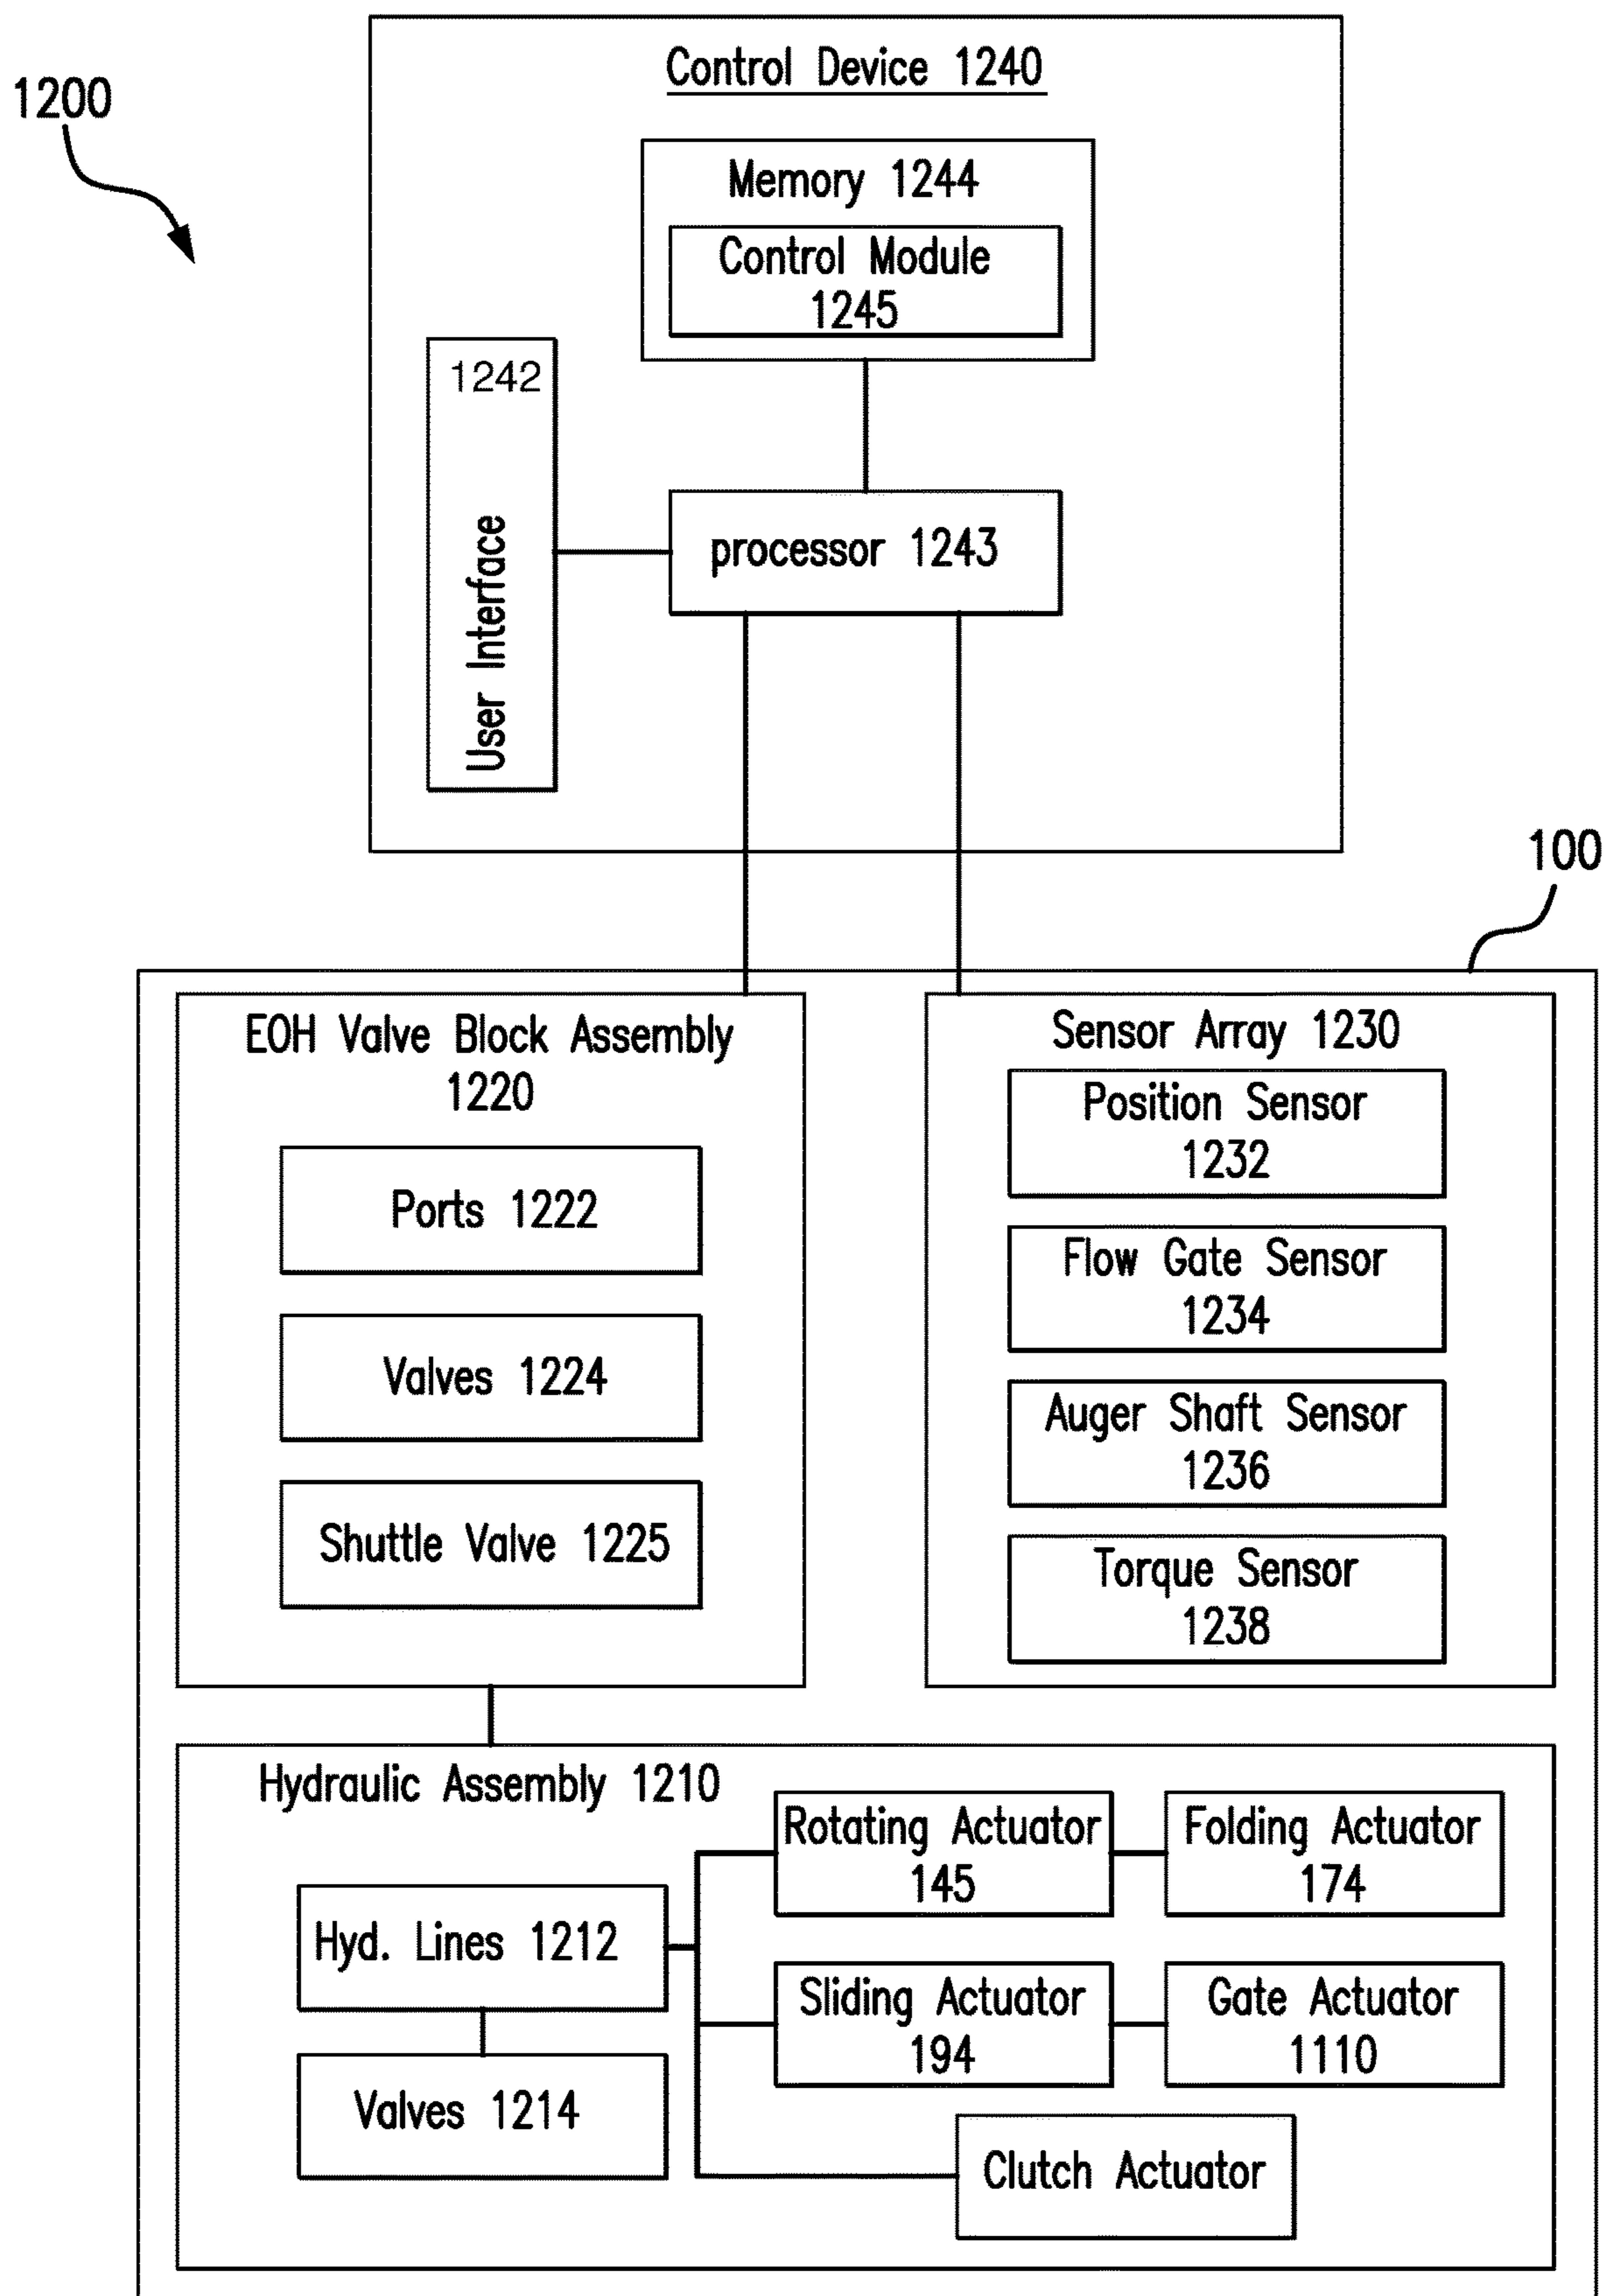 1200
Control Device 1240
Memory 1244
Control Module
1245
1242
User Interface
processor 1243
100
EOH Valve Block Assembly
1220
Ports 1222
Valves 1224
Shuttle Valve 1225
Sensor Array 1230
Position Sensor
1232
Flow Gate Sensor
1234
Auger Shaft Sensor
1236
Torque Sensor
1238
Hydraulic Assembly 1210
Hyd. Lines 1212
Valves 1214
Rotating Actuator
145
Folding Actuator
174
Sliding Actuator
194
Gate Actuator
1110
Clutch Actuator